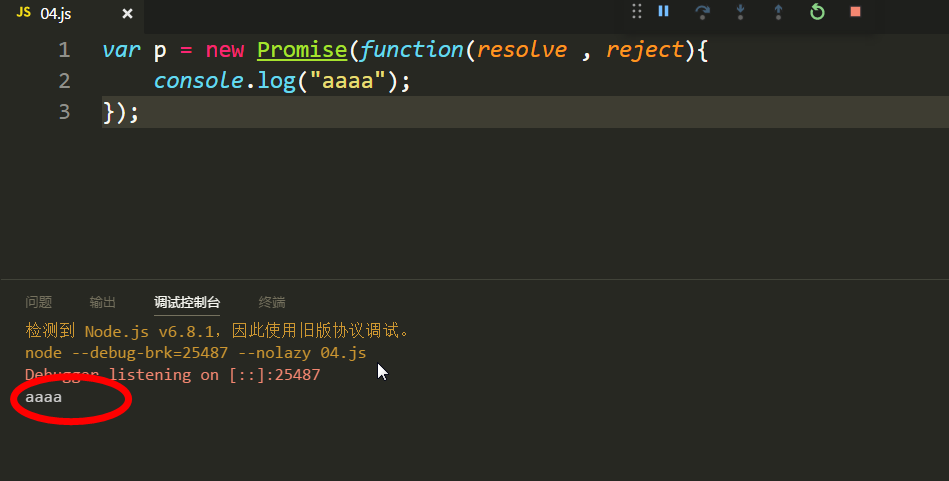 JS 04.js ×
1 var p = new Promise(function(resolve , reject){
2     console.log("aaaa");
3 });
问题 输出 调试控制台 终端
检测到 Node.js v6.8.1，因此使用旧版协议调试。
node --debug-brk=25487 --nolazy 04.js
Debugger listening on [::]:25487
aaaa